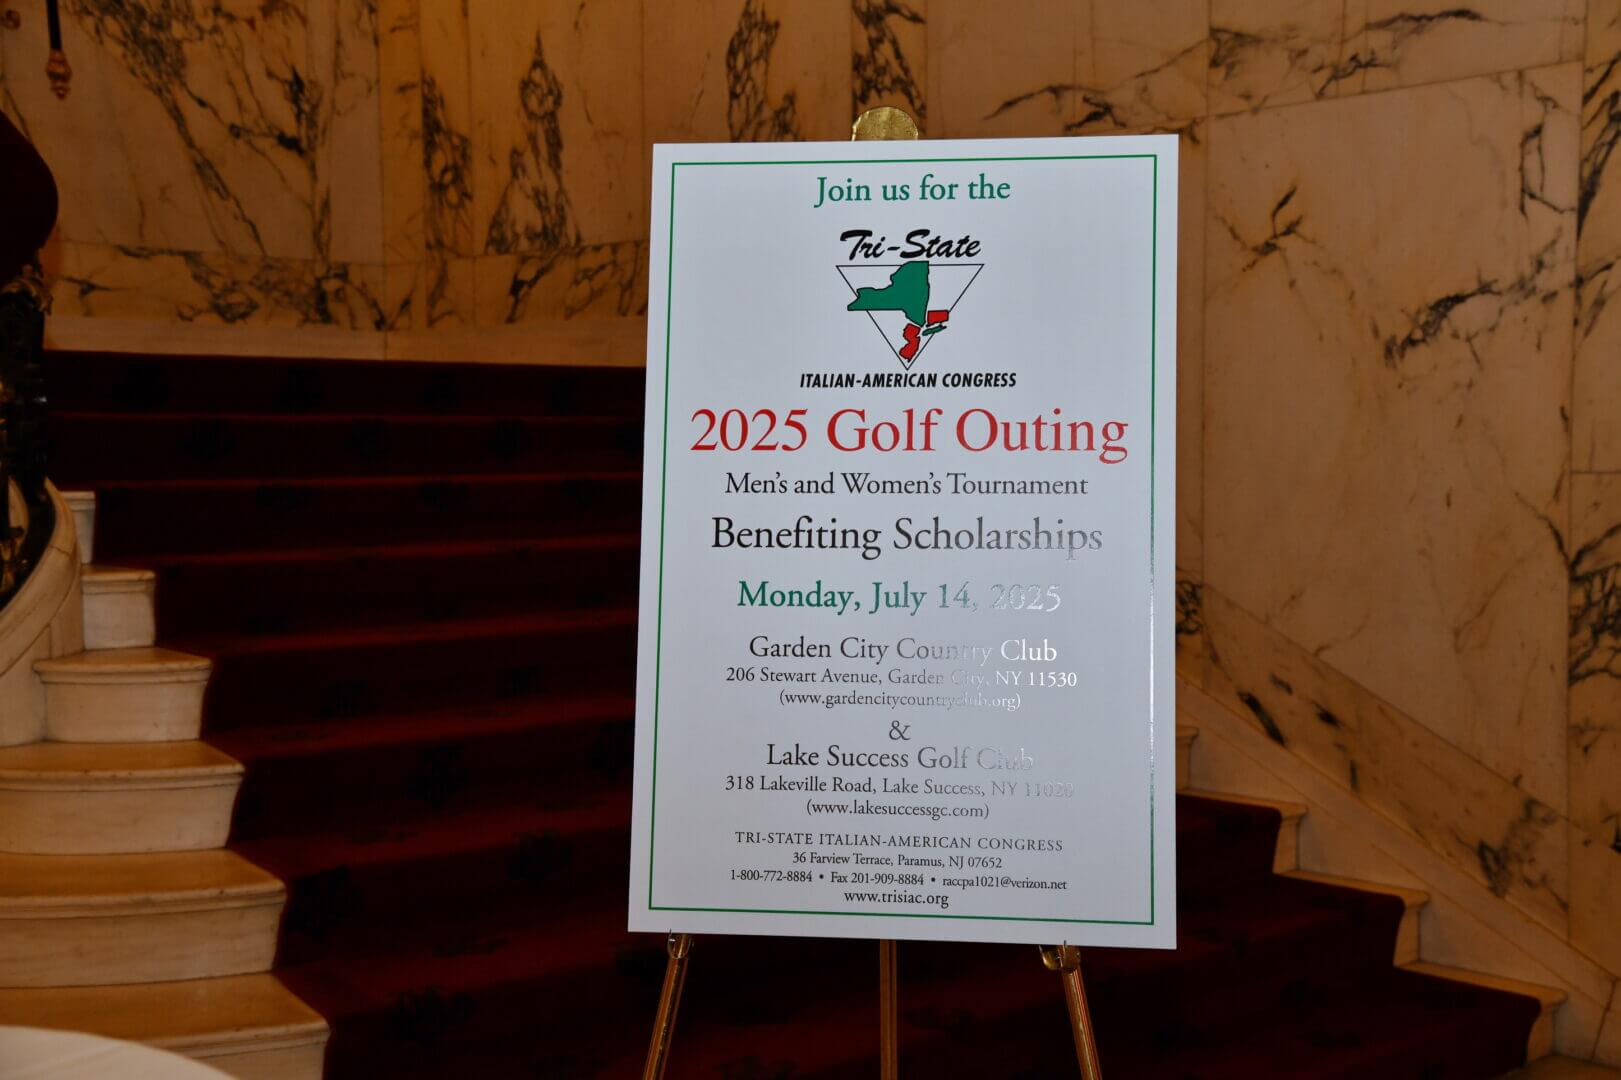 Join us for the
Tri-State
ITALIAN-AMERICAN CONGRESS
2025 Golf Outing
Men's and Women's Tournament
Benefiting Scholarships
Monday, July 14, 2025
Garden City Country Club
206 Stewart Avenue, Garden City, NY 11530
(www.gardencitycountryclub.org)
&
Lake Success Golf Club
318 Lakeville Road, Lake Success, NY 11020
(www.lakesuccessgc.com)
TRI-STATE ITALIAN-AMERICAN CONGRESS
36 Farview Terrace, Paramus, NJ 07652
1-800-772-8884 • Fax 201-909-8884 • raccpa1021@verizon.net
www.trisiac.org